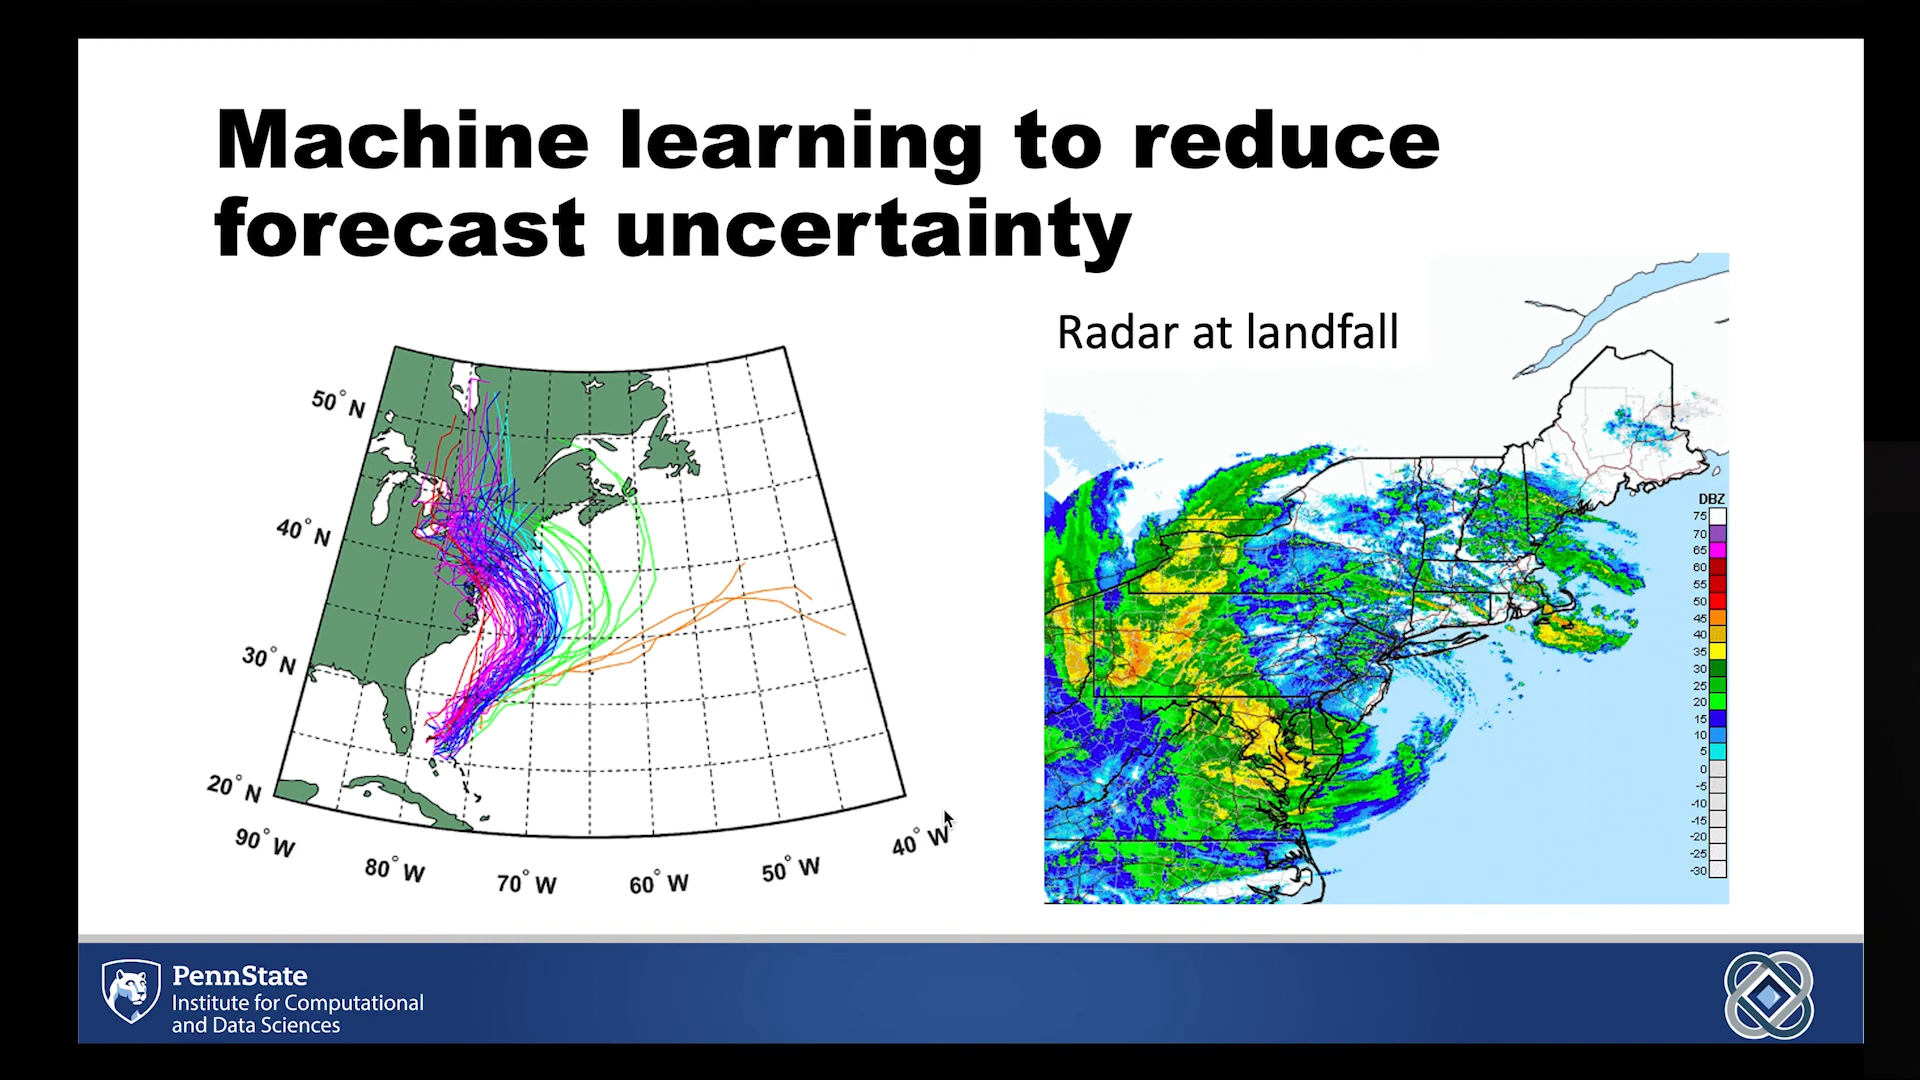 Machine learning to reduce
forecast uncertainty
Radar at landfall
50° N
40° N
30° N
20° N
90° W
80° W
70° W
60° W
50° W
40° W
DBZ
75
70
65
60
55
50
45
40
35
30
25
20
15
10
5
0
-5
-10
-15
-20
-25
-30
PennState
Institute for Computational
and Data Sciences